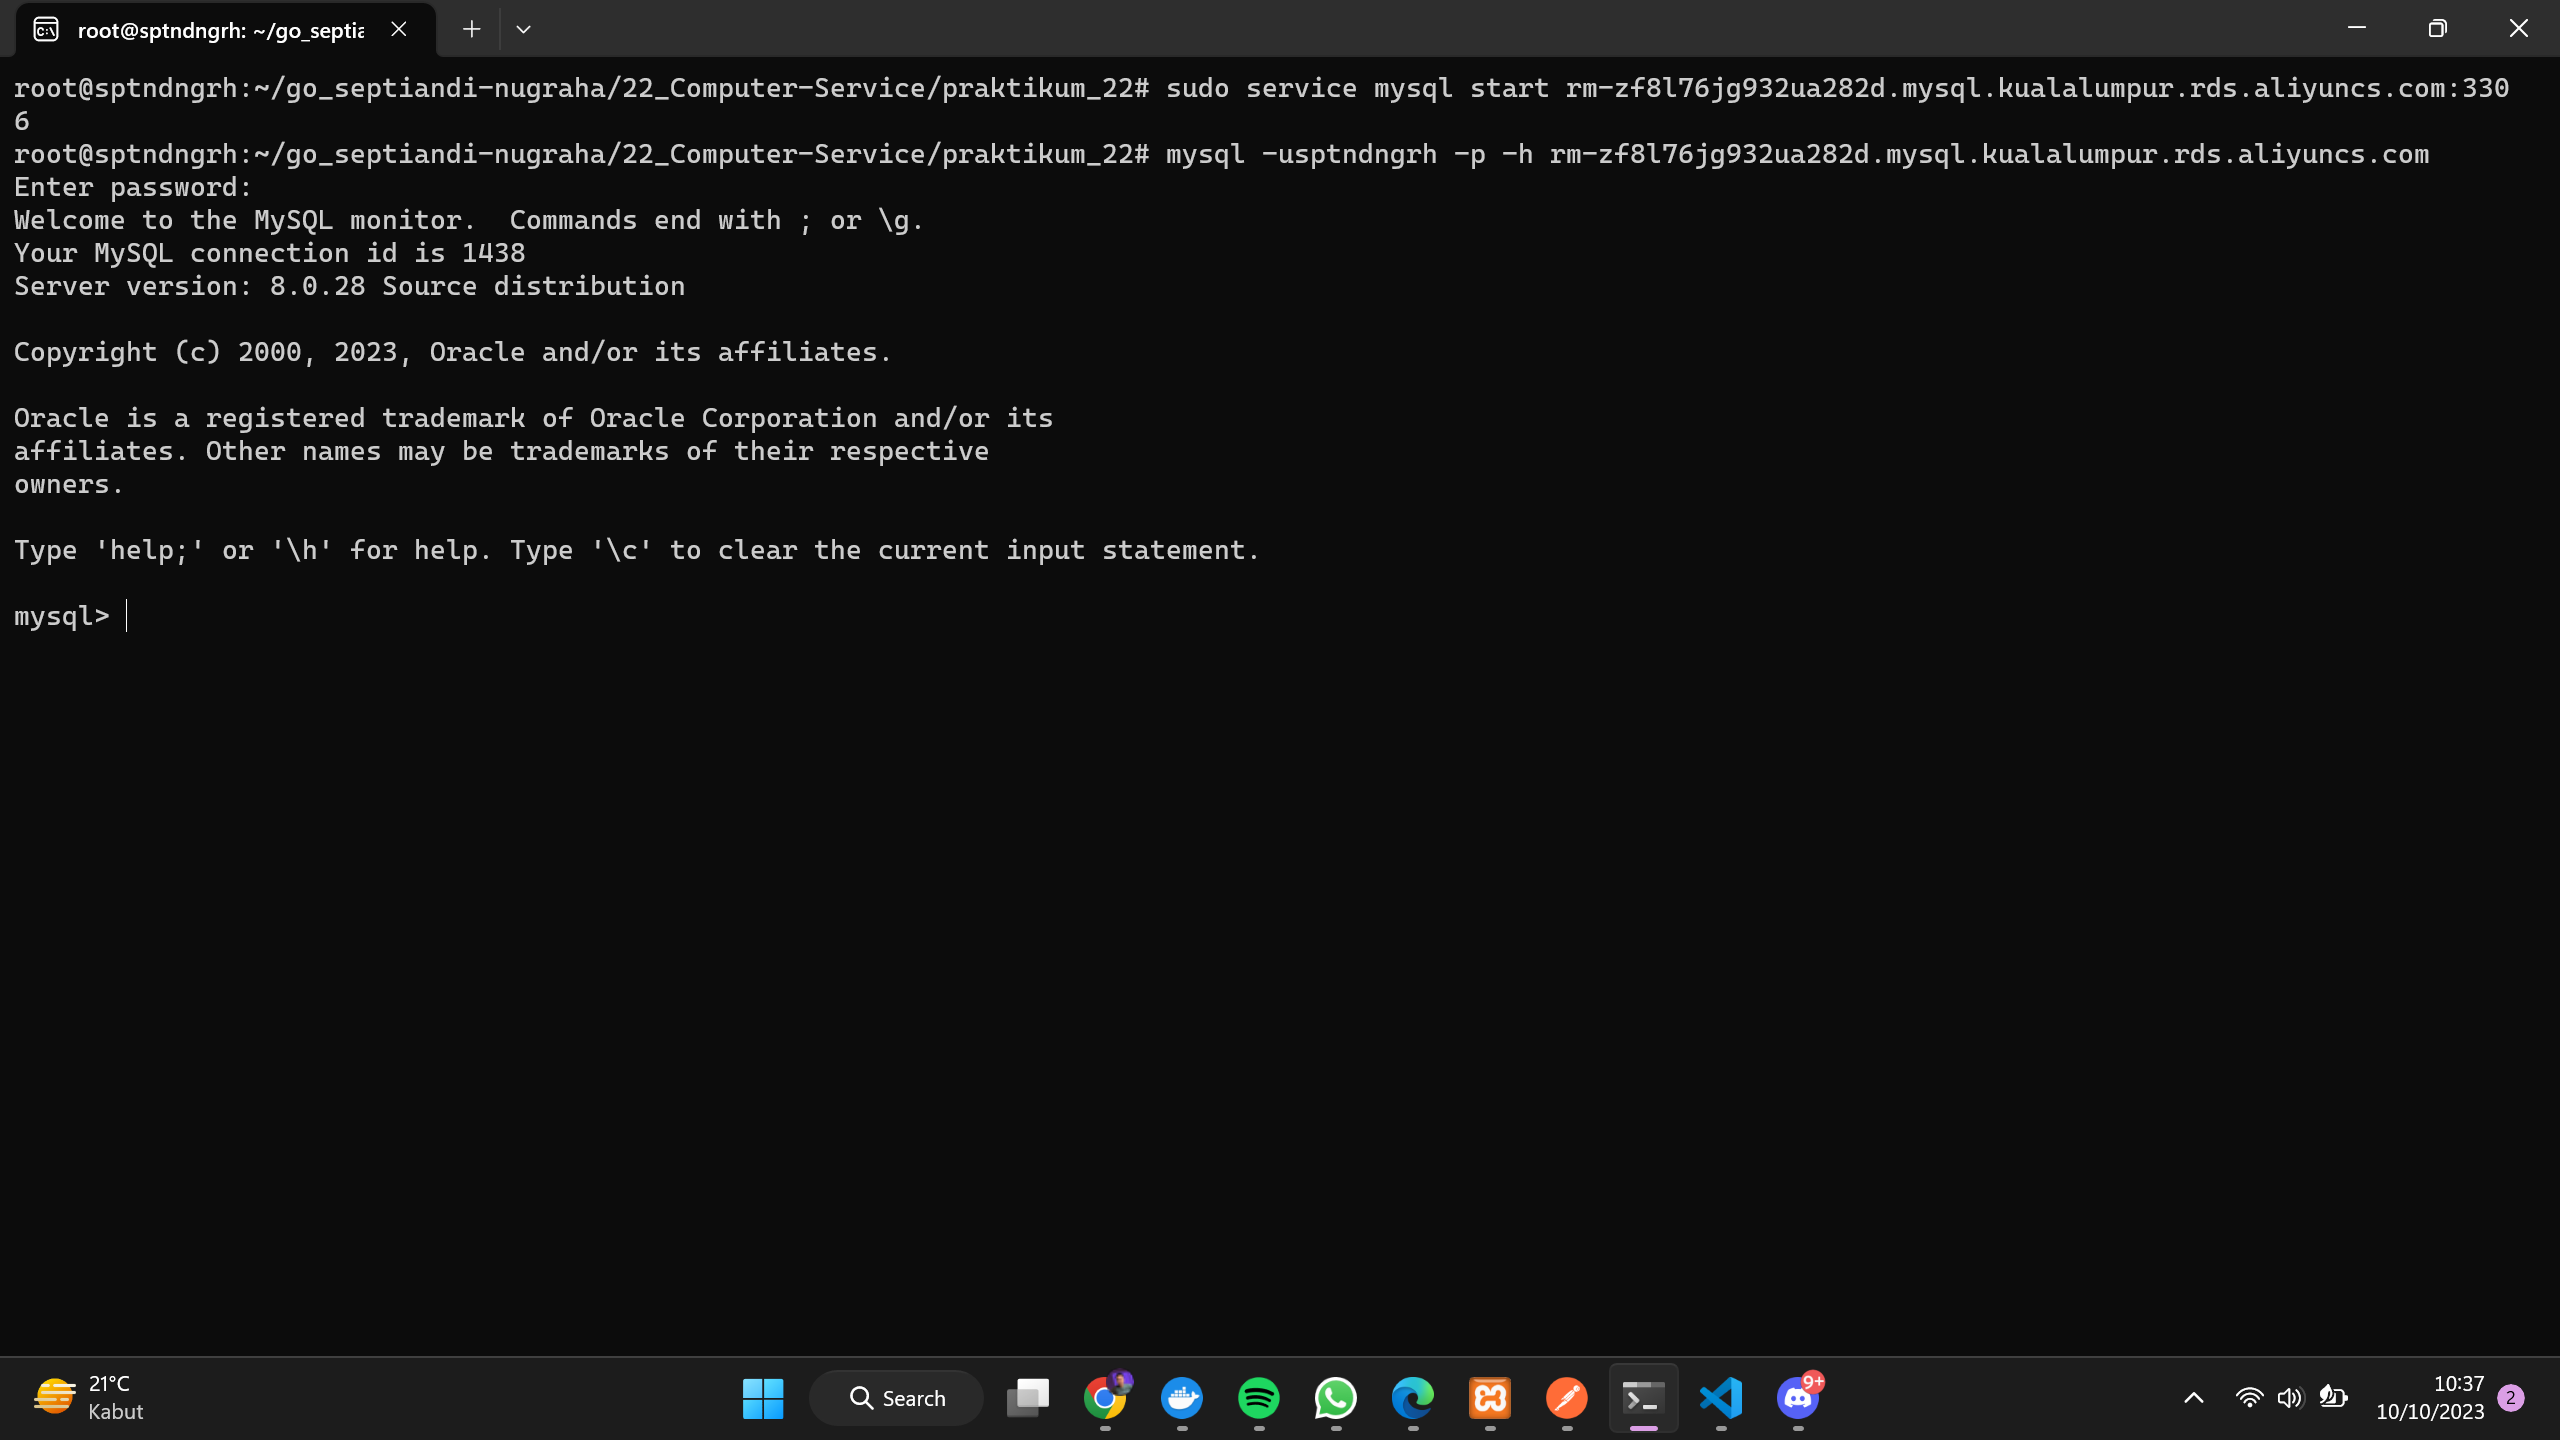 root@sptndngrh: ~/go_septia
root@sptndngrh:~/go_septiandi-nugraha/22_Computer-Service/praktikum_22# sudo service mysql start rm-zf8l76jg932ua282d.mysql.kualalumpur.rds.aliyuncs.com:330
6
root@sptndngrh:~/go_septiandi-nugraha/22_Computer-Service/praktikum_22# mysql -usptndngrh -p -h rm-zf8l76jg932ua282d.mysql.kualalumpur.rds.aliyuncs.com
Enter password:
Welcome to the MySQL monitor.  Commands end with ; or \g.
Your MySQL connection id is 1438
Server version: 8.0.28 Source distribution
Copyright (c) 2000, 2023, Oracle and/or its affiliates.
Oracle is a registered trademark of Oracle Corporation and/or its
affiliates. Other names may be trademarks of their respective
owners.
Type 'help;' or '\h' for help. Type '\c' to clear the current input statement.
mysql>
21°C
Kabut
Search
9+
10:37
10/10/2023
2